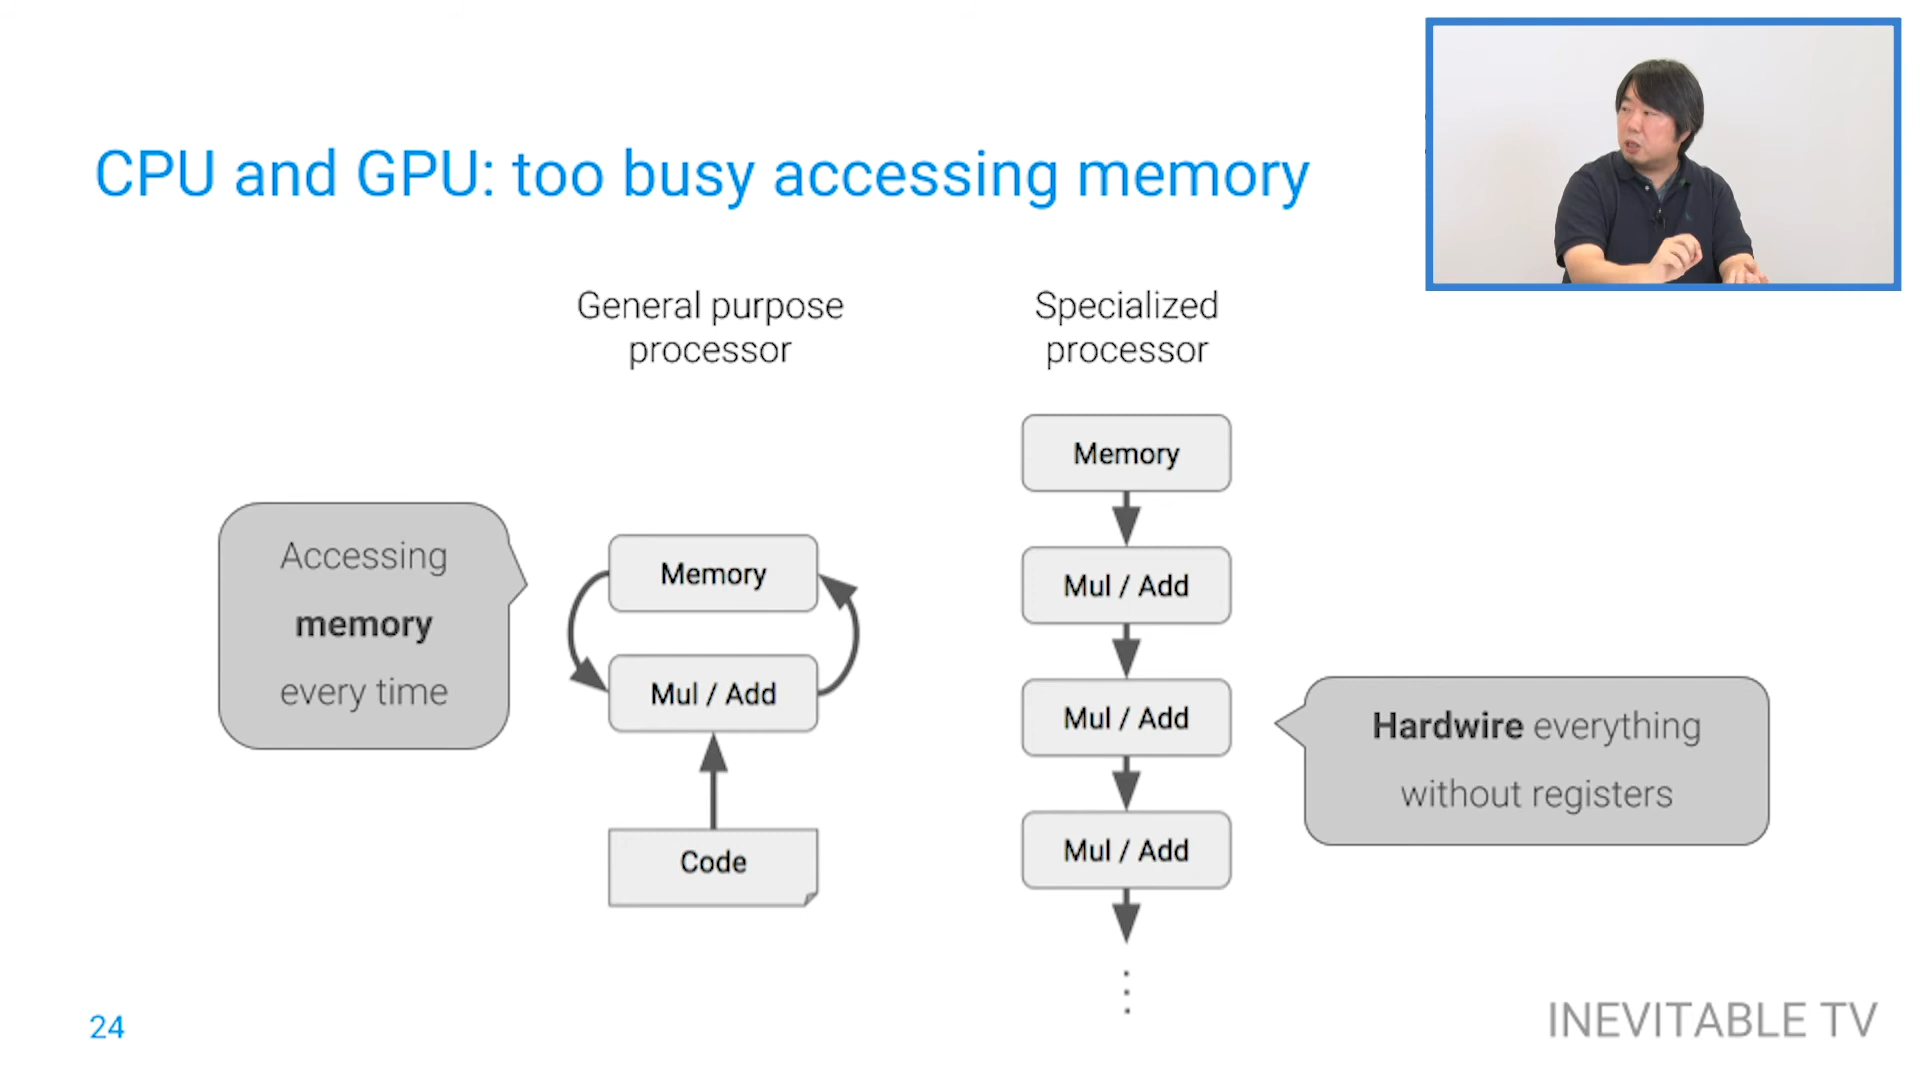 CPU and GPU: too busy accessing memory
General purpose
processor
Specialized
processor
Accessing
memory
every time
Memory
Mul / Add
Code
Memory
Mul / Add
Mul / Add
Mul / Add
Hardwire everything
without registers
24
INEVITABLE TV